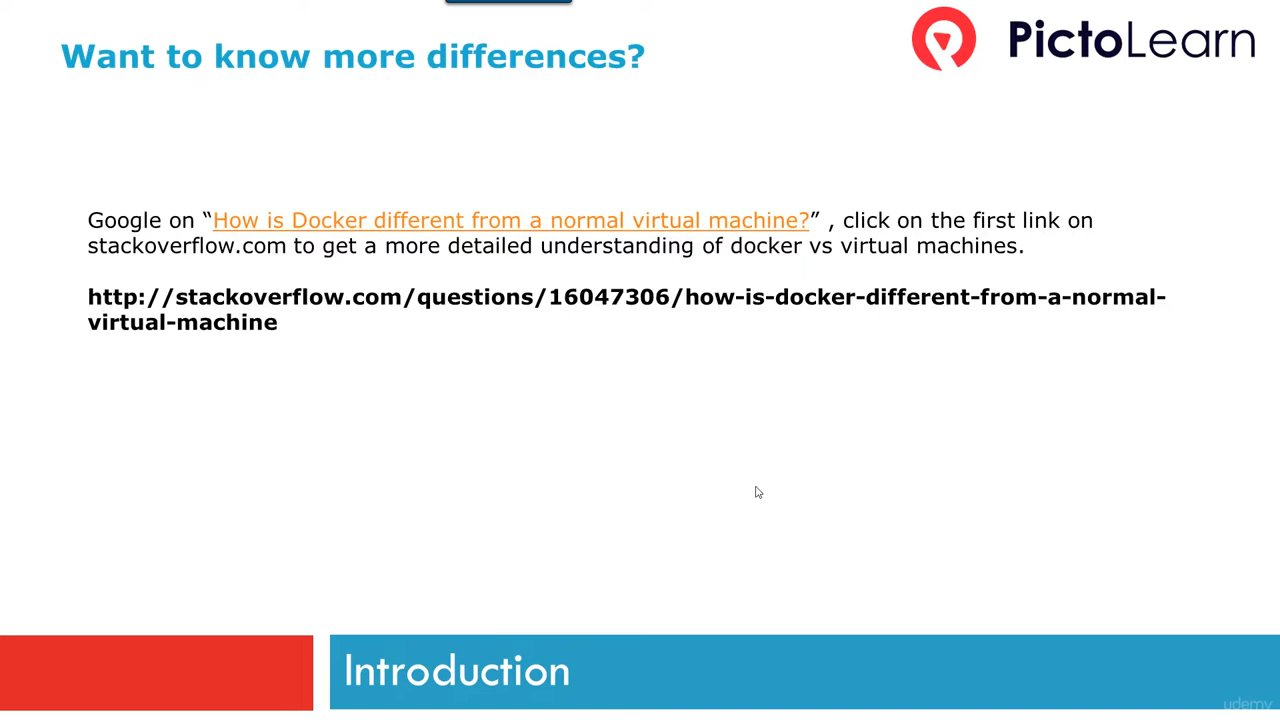 Want to know more differences?
PictoLearn
Google on “How is Docker different from a normal virtual machine?” , click on the first link on
stackoverflow.com to get a more detailed understanding of docker vs virtual machines.
http://stackoverflow.com/questions/16047306/how-is-docker-different-from-a-normal-
virtual-machine
Introduction
udemy